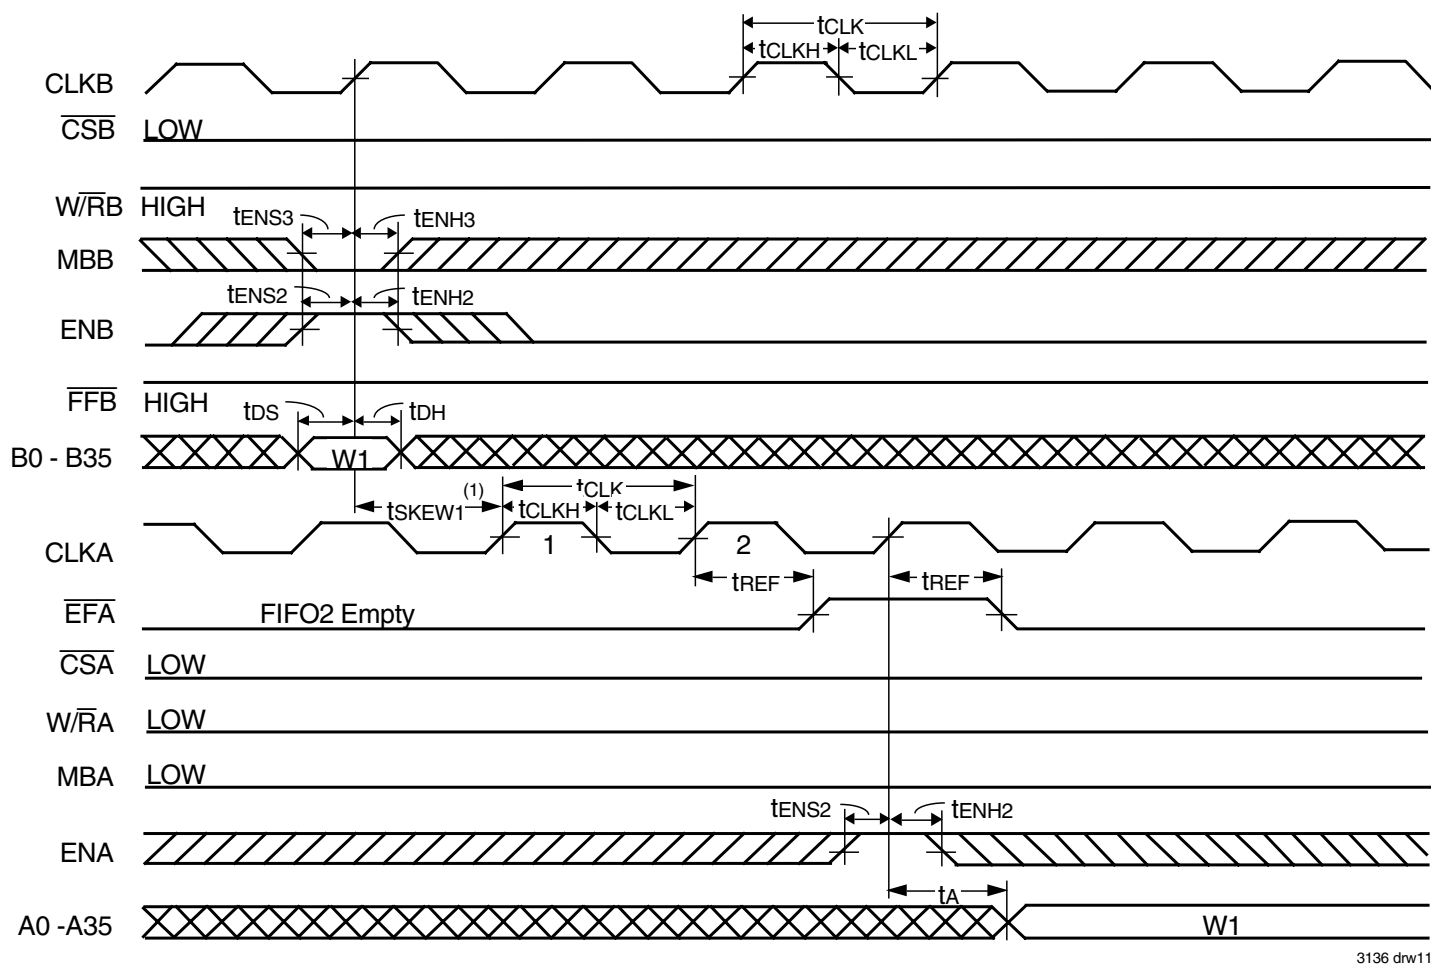 tCLK
tCLKH tCLKL
CLKB
CSB LOW
W/RB HIGH
tENS3 tENH3
MBB
tENS2 tENH2
ENB
FFB HIGH
tDS tDH
B0 - B35 W1
tSKEW1 (1) tCLK
tCLKH tCLKL
CLKA 1 2
tREF tREF
EFA FIFO2 Empty
CSA LOW
W/RA LOW
MBA LOW
tENS2 tENH2
ENA
tA
A0 -A35 W1
3136 drw11